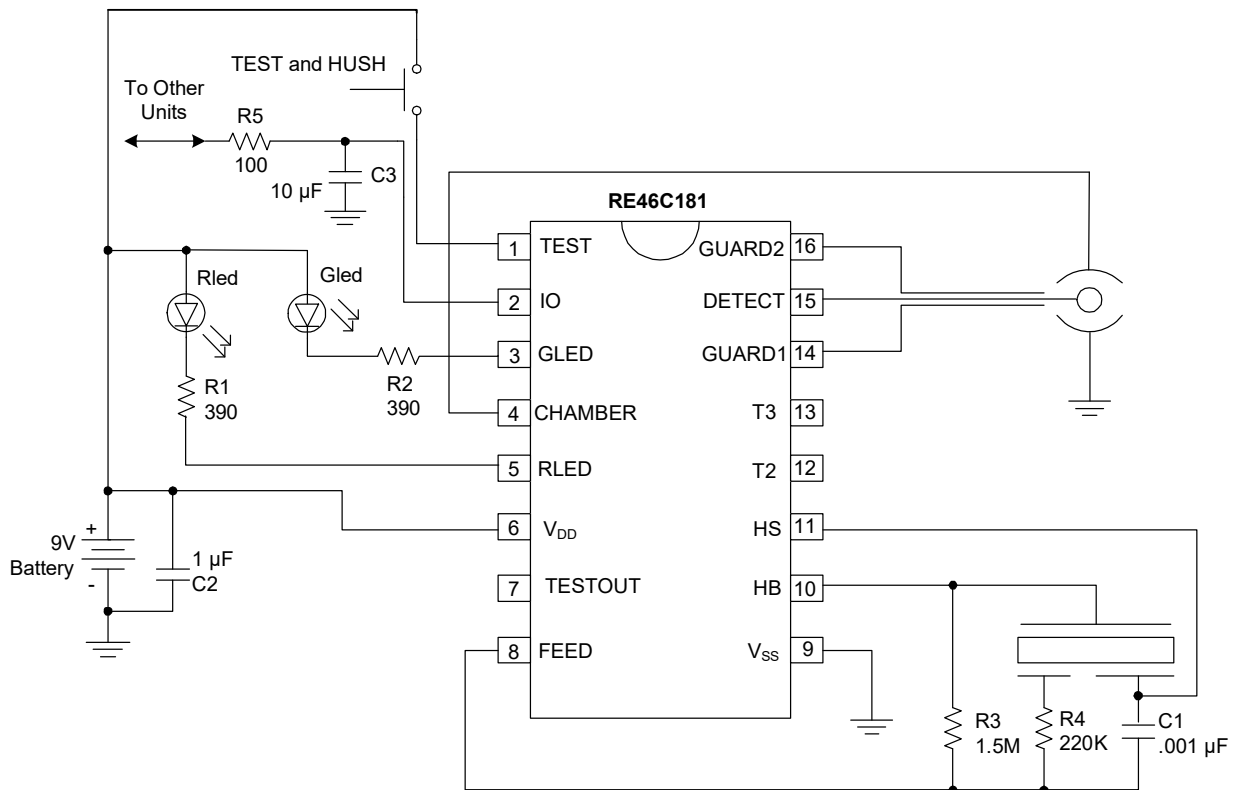 TEST and HUSH
To Other
Units
R5
100
C3
10 µF
RE46C181
1 TEST
2 IO
3 GLED
4 CHAMBER
5 RLED
6 VDD
7 TESTOUT
8 FEED
GUARD2 16
DETECT 15
GUARD1 14
T3 13
T2 12
HS 11
HB 10
VSS 9
Rled
Gled
R1
390
R2
390
+
9V
Battery
-
1 µF
C2
R3
1.5M
R4
220K
C1
.001 µF